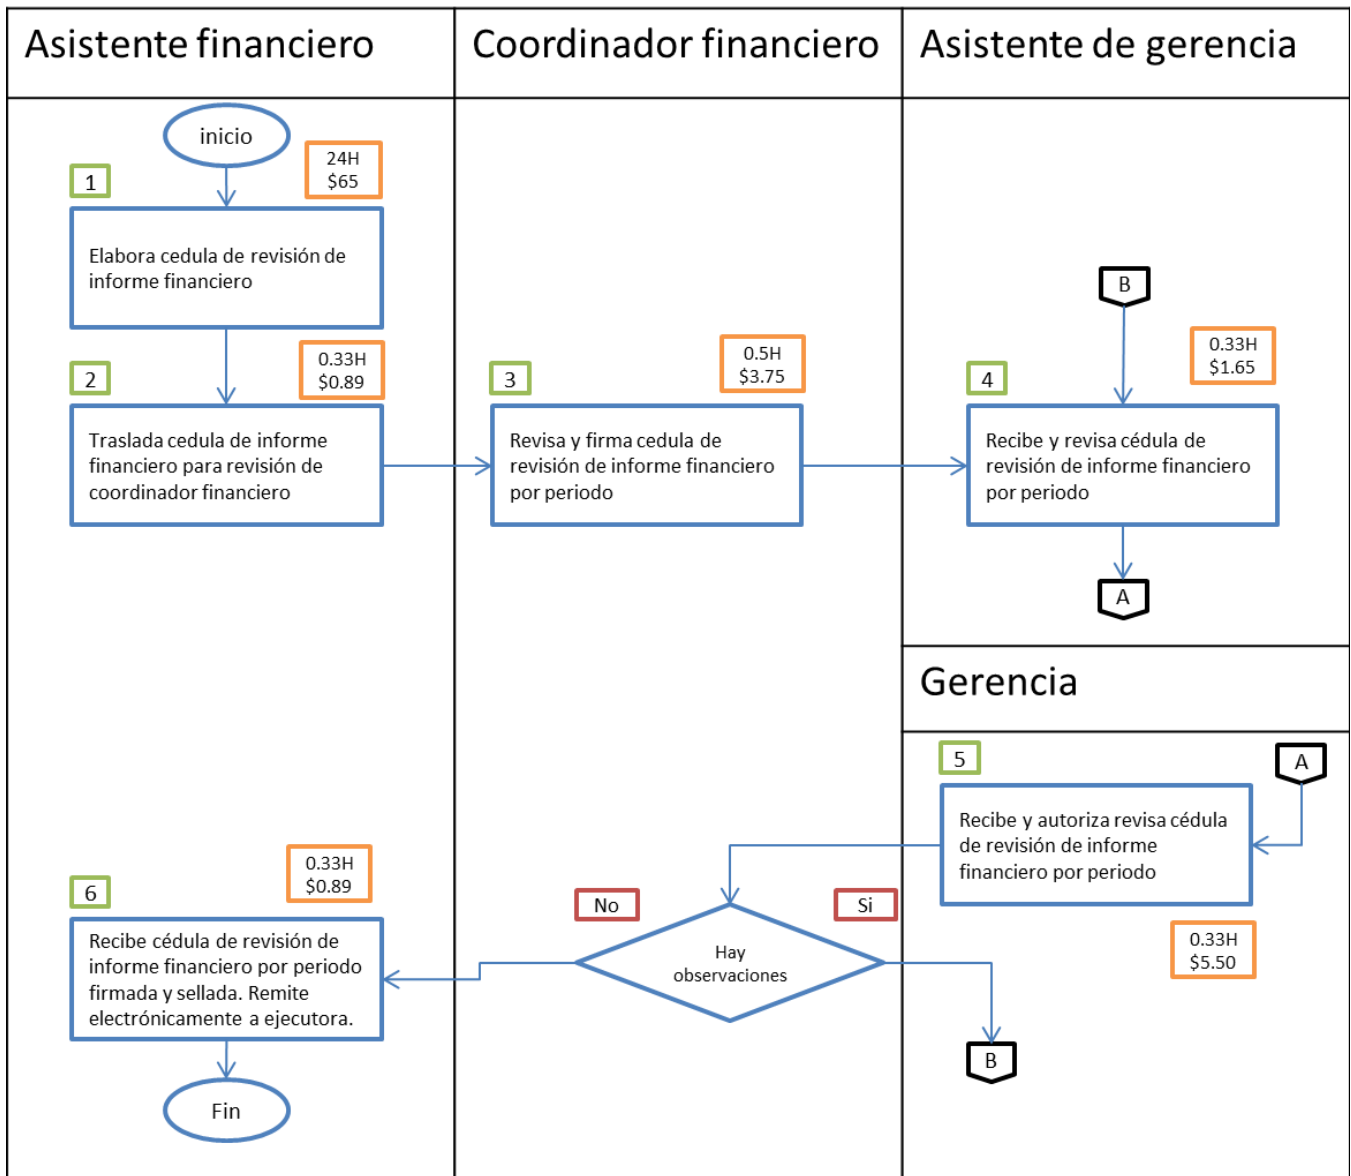 Asistente financiero
Coordinador financiero
Asistente de gerencia
inicio
24H
$65
1
Elabora cedula de revisión de
informe financiero
0.33H
$0.89
2
Traslada cedula de informe
financiero para revisión de
coordinador financiero
0.5H
$3.75
3
Revisa y firma cedula de
revisión de informe financiero
por periodo
B
0.33H
$1.65
4
Recibe y revisa cédula de
revisión de informe financiero
por periodo
A
Gerencia
5
A
Recibe y autoriza revisa cédula
de revisión de informe
financiero por periodo
0.33H
$5.50
No
Si
Hay
observaciones
B
0.33H
$0.89
6
Recibe cédula de revisión de
informe financiero por periodo
firmada y sellada. Remite
electrónicamente a ejecutora.
Fin